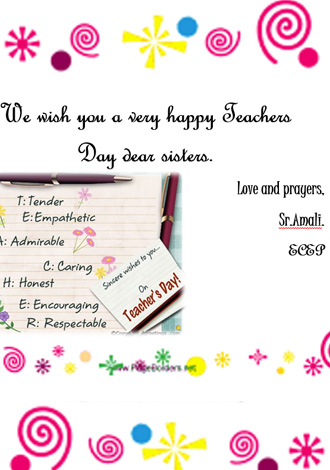 We wish you a very happy Teachers
Day dear sisters.
Love and prayers,
Sr.Amali.
ECEP
T: Tender
E: Empathetic
A: Admirable
C: Caring
H: Honest
E: Encouraging
R: Respectable
Sincere wishes to you...
On
Teacher's Day!
www.PageBorders.net